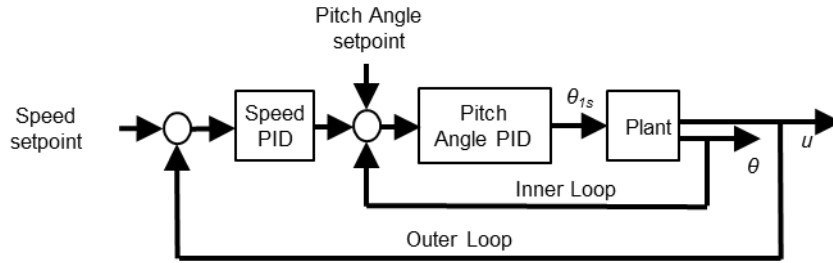 Pitch Angle
setpoint
Speed
setpoint
Speed
PID
Pitch
Angle PID
θ1s
Plant
u
θ
Inner Loop
Outer Loop